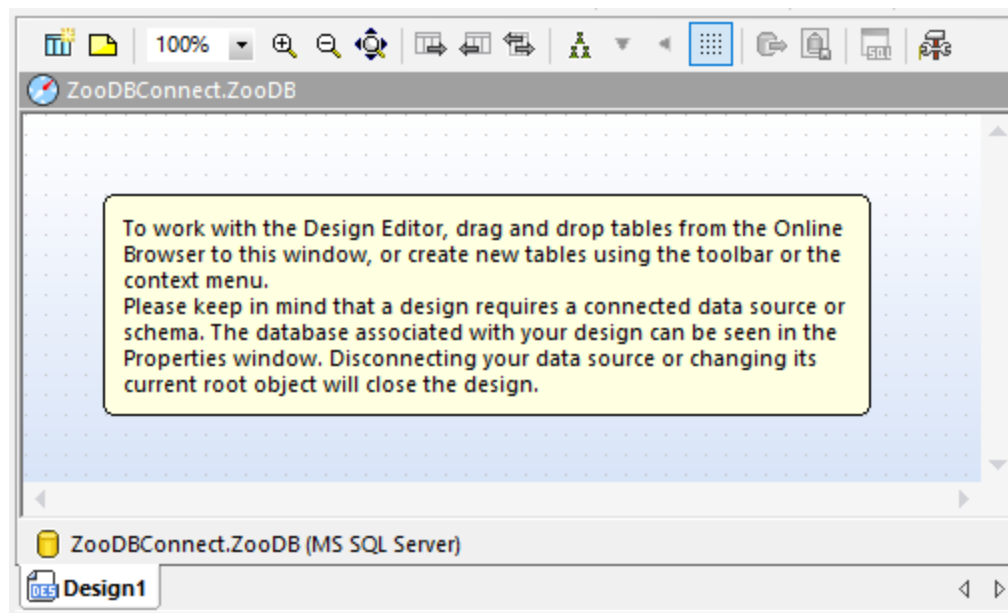 100%
ZooDBConnect.ZooDB
To work with the Design Editor, drag and drop tables from the Online
Browser to this window, or create new tables using the toolbar or the
context menu.
Please keep in mind that a design requires a connected data source or
schema. The database associated with your design can be seen in the
Properties window. Disconnecting your data source or changing its
current root object will close the design.
ZooDBConnect.ZooDB (MS SQL Server)
DES Design1